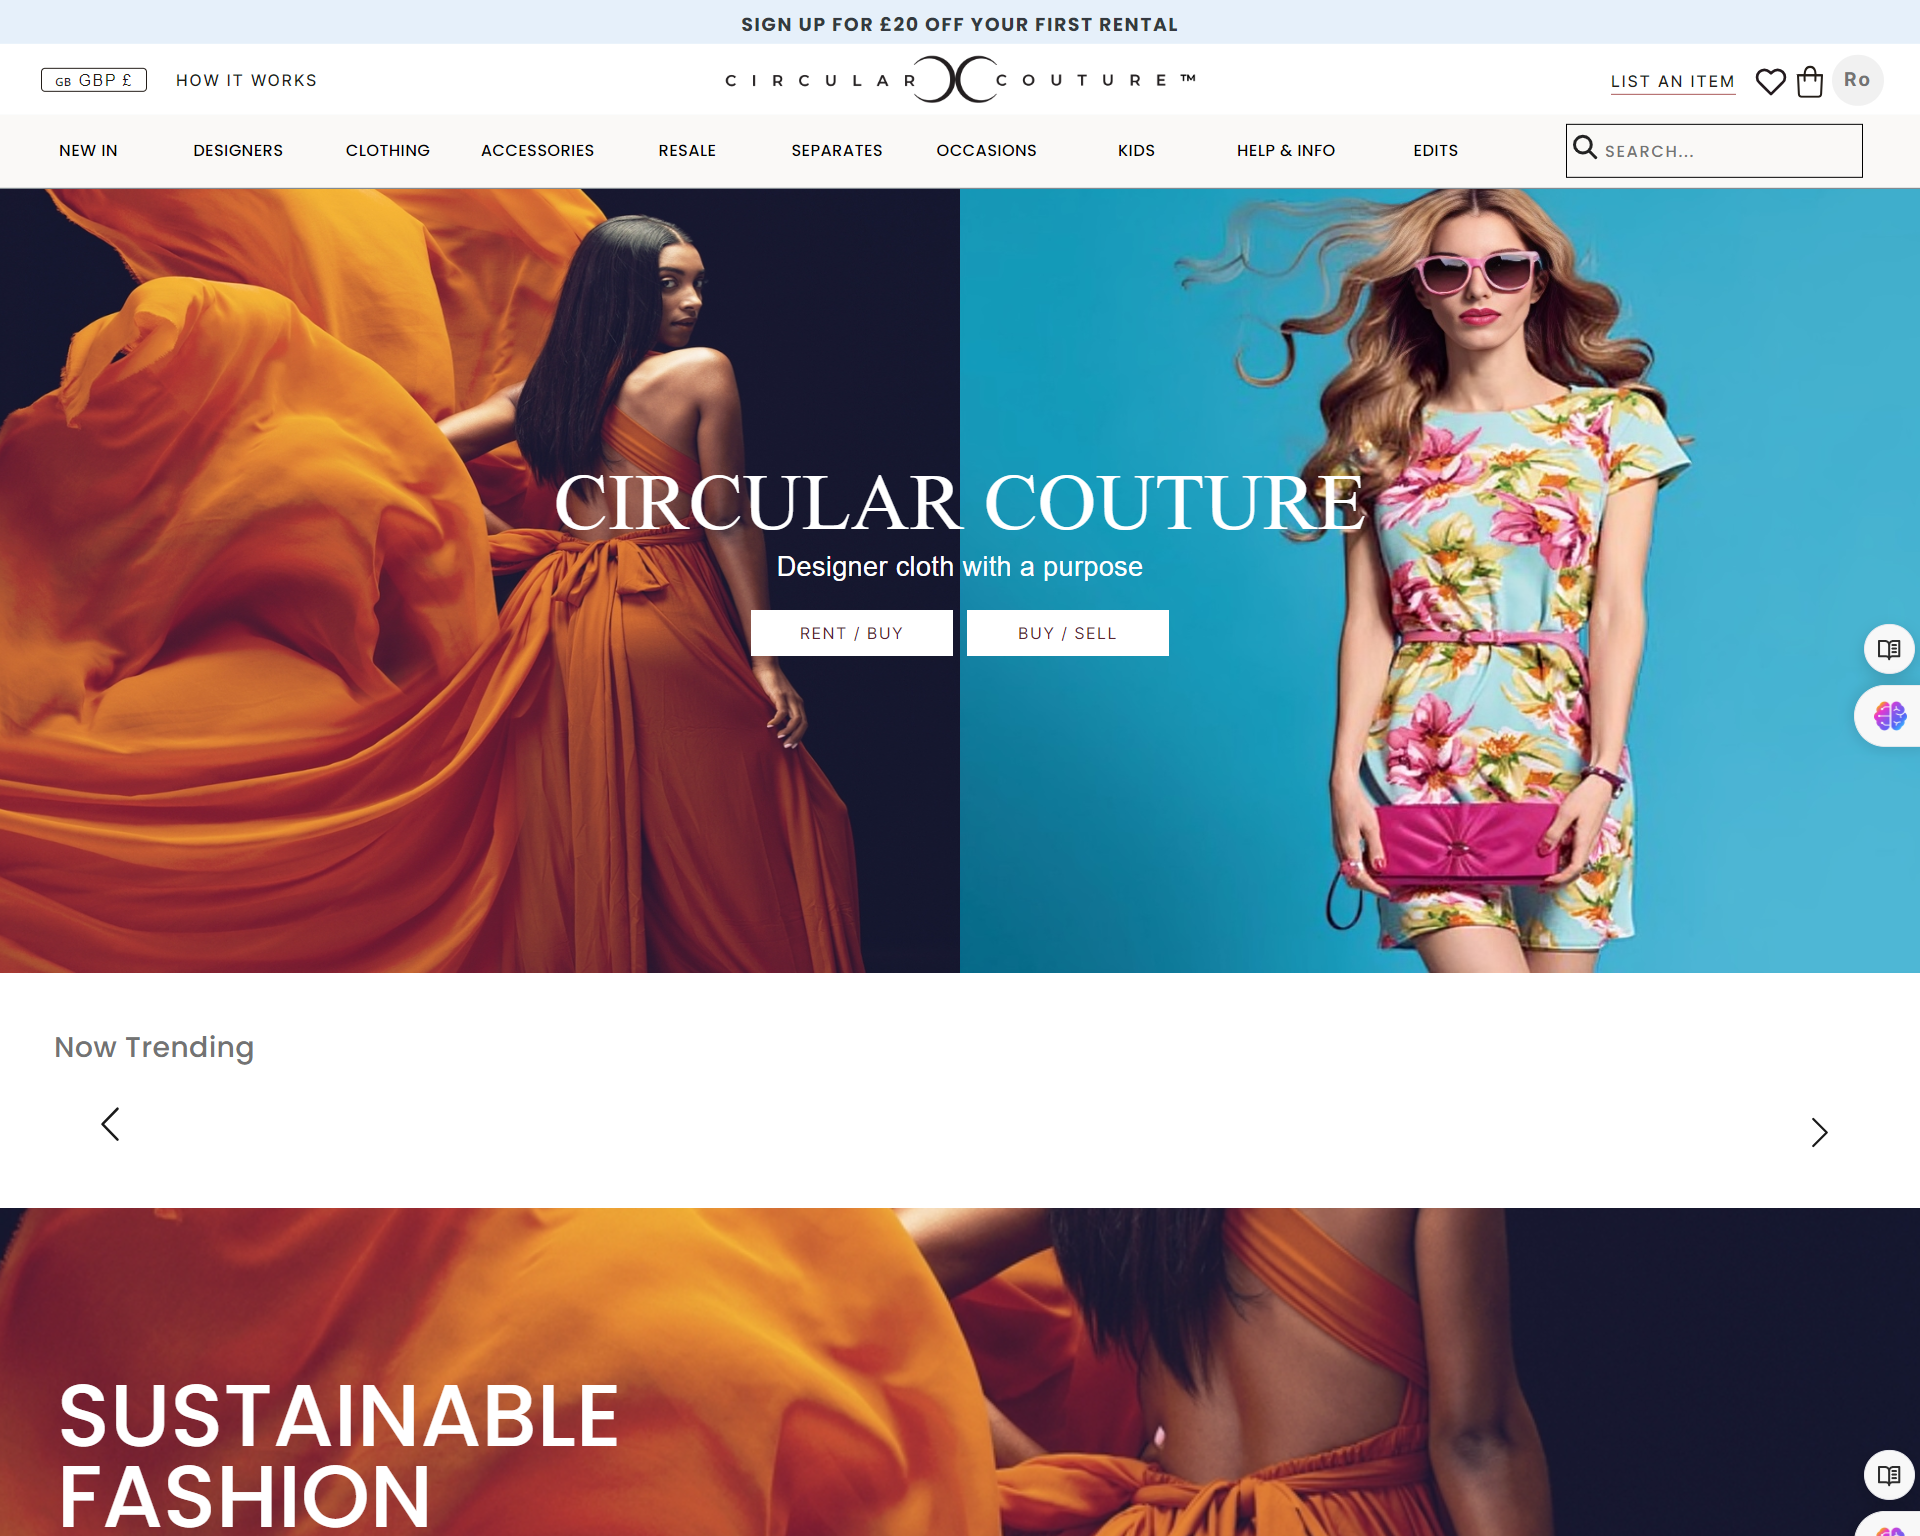 SIGN UP FOR £20 OFF YOUR FIRST RENTAL
GB GBP £
HOW IT WORKS
CIRCULAR COUTURE™
LIST AN ITEM
Ro
NEW IN
DESIGNERS
CLOTHING
ACCESSORIES
RESALE
SEPARATES
OCCASIONS
KIDS
HELP & INFO
EDITS
SEARCH...
CIRCULAR COUTURE
Designer cloth with a purpose
RENT / BUY
BUY / SELL
Now Trending
SUSTAINABLE
FASHION